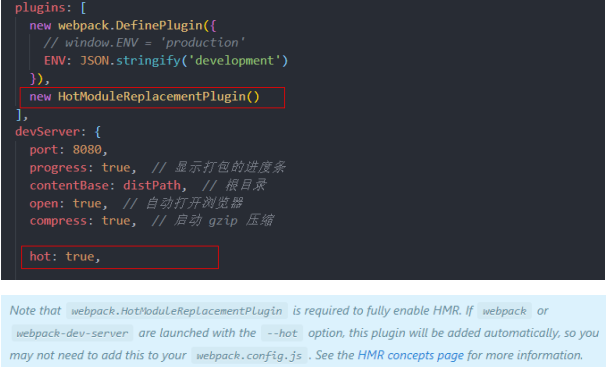 plugins: [
new webpack.DefinePlugin({
// window.ENV = 'production'
ENV: JSON.stringify('development')
}),
new HotModuleReplacementPlugin()
],
devServer: {
port: 8080,
progress: true,  // 显示打包的进度条
contentBase: distPath,  // 根目录
open: true,  // 自动打开浏览器
compress: true,  // 启动 gzip 压缩
hot: true,
Note that webpack.HotModuleReplacementPlugin is required to fully enable HMR. If webpack or
webpack-dev-server are launched with the --hot option, this plugin will be added automatically, so you
may not need to add this to your webpack.config.js . See the HMR concepts page for more information.